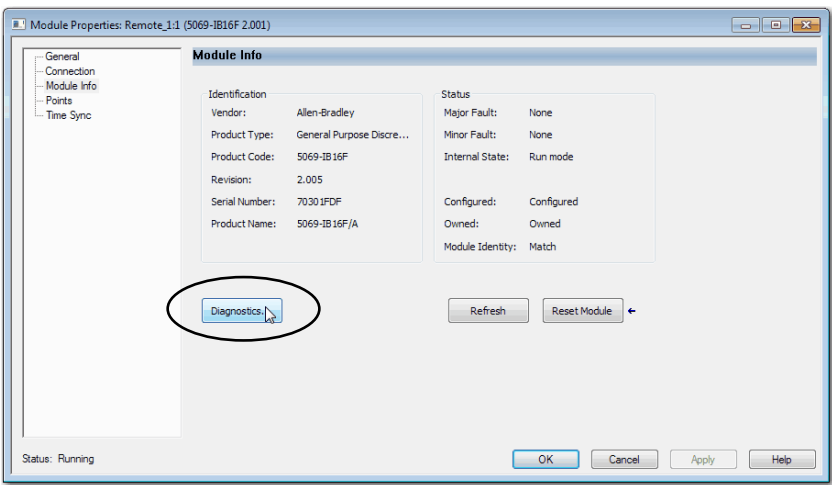 Module Properties: Remote_1:1 (5069-IB16F 2.001)
General
Connection
Module Info
Points
Time Sync
Module Info
Identification
Vendor: Allen-Bradley
Product Type: General Purpose Discre...
Product Code: 5069-IB16F
Revision: 2.005
Serial Number: 70301FDF
Product Name: 5069-IB16F/A
Status
Major Fault: None
Minor Fault: None
Internal State: Run mode
Configured: Configured
Owned: Owned
Module Identity: Match
Diagnostics.
Refresh
Reset Module
Status: Running
OK
Cancel
Apply
Help